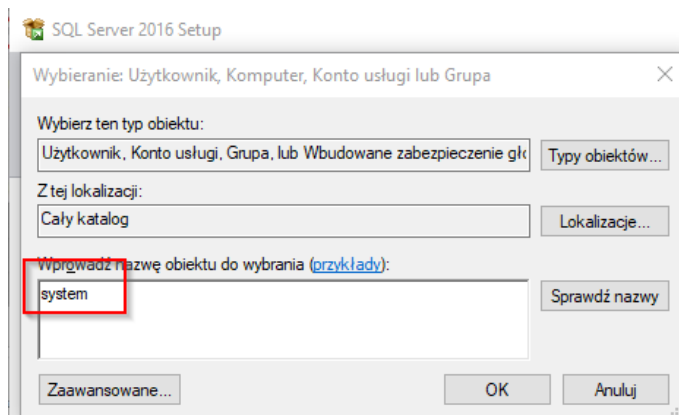 SQL Server 2016 Setup
Wybieranie: Użytkownik, Komputer, Konto usługi lub Grupa
Wybierz ten typ obiektu:
Użytkownik, Konto usługi, Grupa, lub Wbudowane zabezpieczenie głó
Typy obiektów...
Z tej lokalizacji:
Cały katalog
Lokalizacje...
Wprowadź nazwę obiektu do wybrania (przykłady):
system
Sprawdź nazwy
Zaawansowane...
OK
Anuluj